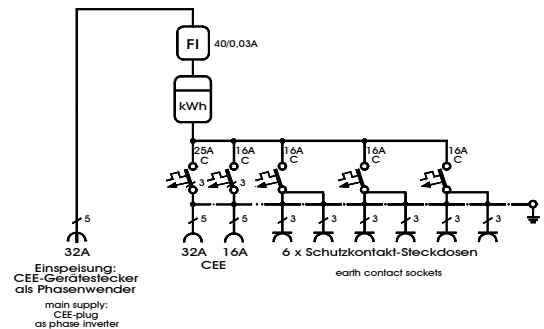 FI
40/0,03A
kWh
25A
C
16A
C
16A
C
16A
C
16A
C
3
3
3
3
3
5
5
5
3
3
3
3
3
3
32A
32A
16A
CEE
6 x Schutzkontakt-Steckdosen
earth contact sockets
Einspeisung:
CEE-Gerätestecker
als Phasenwender
main supply:
CEE-plug
as phase inverter